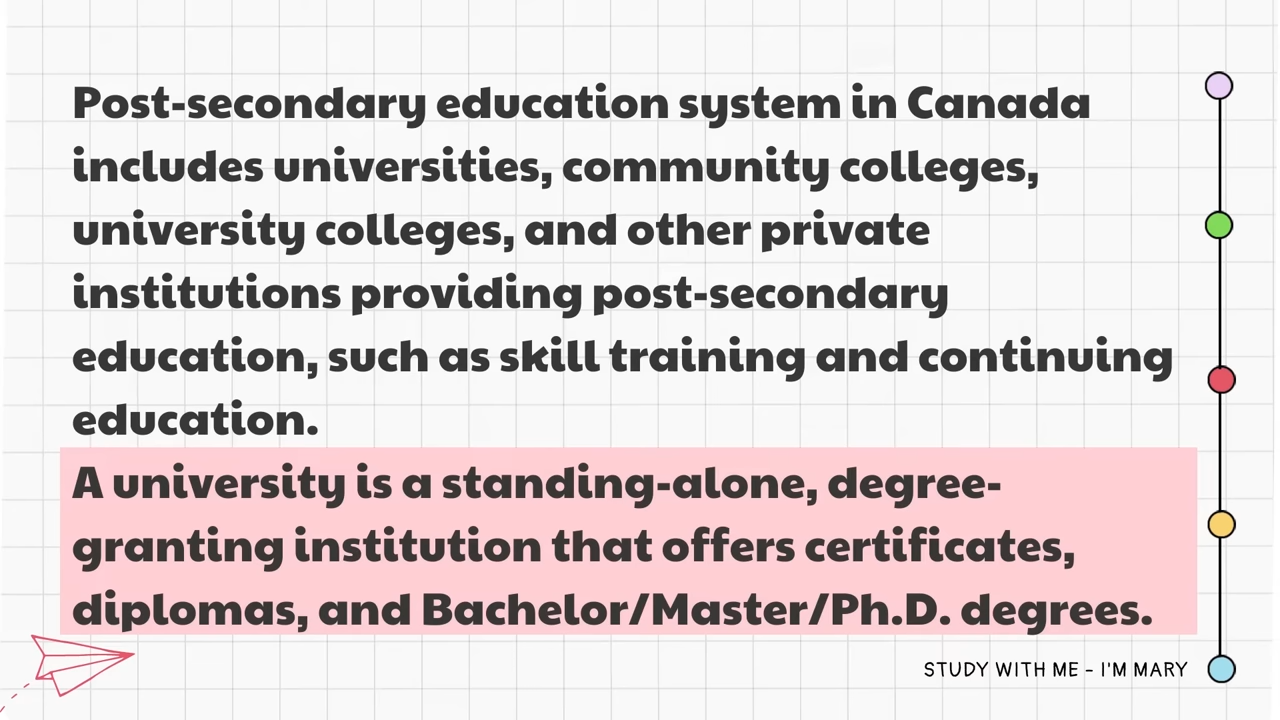 Post-secondary education system in Canada
includes universities, community colleges,
university colleges, and other private
institutions providing post-secondary
education, such as skill training and continuing
education.
A university is a standing-alone, degree-
granting institution that offers certificates,
diplomas, and Bachelor/Master/Ph.D. degrees.
STUDY WITH ME - I'M MARY